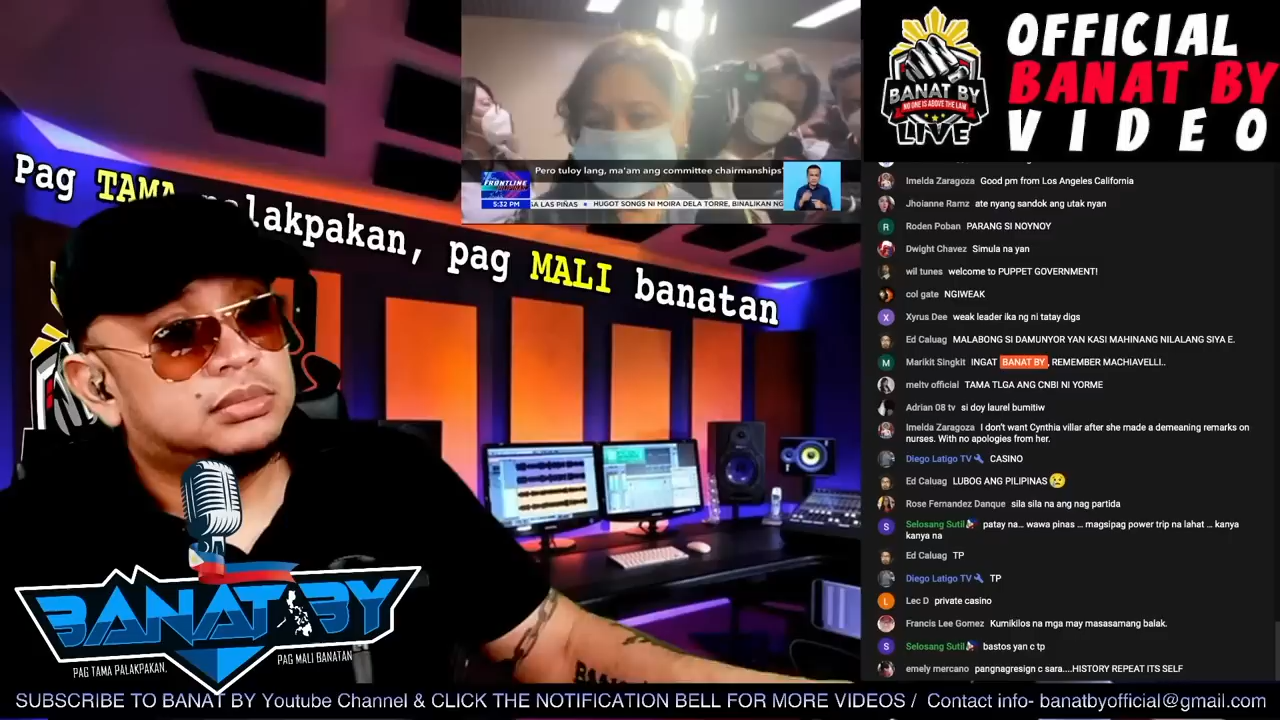 Pag TAMA palakpakan, pag MALI banatan
Pero tuloy lang, ma'am ang committee chairmanships
FRONTLINE
5:32 PM
SA LAS PIÑAS • HUGOT SONGS NI MOIRA DELA TORRE, BINALIKAN NG
BANAT BY
NO ONE IS ABOVE THE LAW
LIVE
OFFICIAL
BANAT BY
VIDEO
Imelda Zaragoza Good pm from Los Angeles California
Jhoianne Ramz ate nyang sandok ang utak nyan
R Roden Poban PARANG SI NOYNOY
Dwight Chavez Simula na yan
wil tunes welcome to PUPPET GOVERNMENT!
col gate NGIWEAK
X Xyrus Dee weak leader ika ng ni tatay digs
Ed Caluag MALABONG SI DAMUNYOR YAN KASI MAHINANG NILALANG SIYA E.
M Marikit Singkit INGAT BANAT BY, REMEMBER MACHIAVELLI..
meltv official TAMA TLGA ANG CNBI NI YORME
Adrian 08 tv si doy laurel bumitiw
Imelda Zaragoza I don't want Cynthia villar after she made a demeaning remarks on
nurses. With no apologies from her.
Diego Latigo TV CASINO
Ed Caluag LUBOG ANG PILIPINAS 😢
Rose Fernandez Danque sila sila na ang nag partida
S Selosang Sutil patay na… wawa pinas … magsipag power trip na lahat … kanya
kanya na
Ed Caluag TP
Diego Latigo TV TP
L Lec D private casino
Francis Lee Gomez Kumikilos na mga may masasamang balak.
S Selosang Sutil bastos yan c tp
emely mercano pangnagresign c sara....HISTORY REPEAT ITS SELF
BANAT BY
PAG TAMA PALAKPAKAN,
PAG MALI BANATAN
SUBSCRIBE TO BANAT BY Youtube Channel & CLICK THE NOTIFICATION BELL FOR MORE VIDEOS / Contact info- banatbyofficial@gmail.com